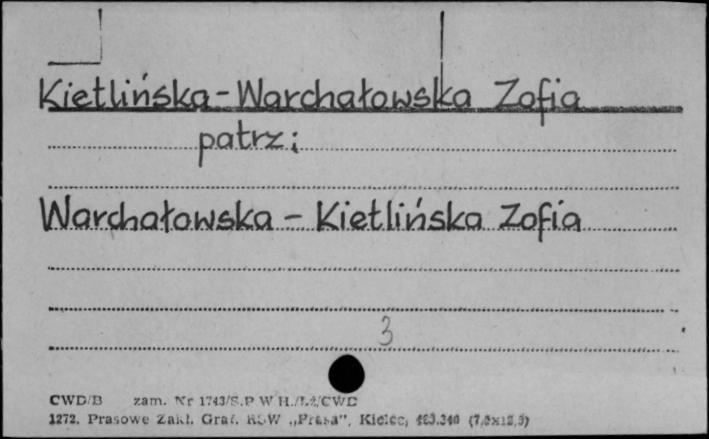 Kietlińska-Warchałowska Zofia
patrz:
Warchałowska - Kietlińska Zofia
3
CWD/B zam. Nr 1743/S.P W.H./Lż/CWD
1272. Prasowe Zakł. Graf. RSW „Prasa", Kielce,